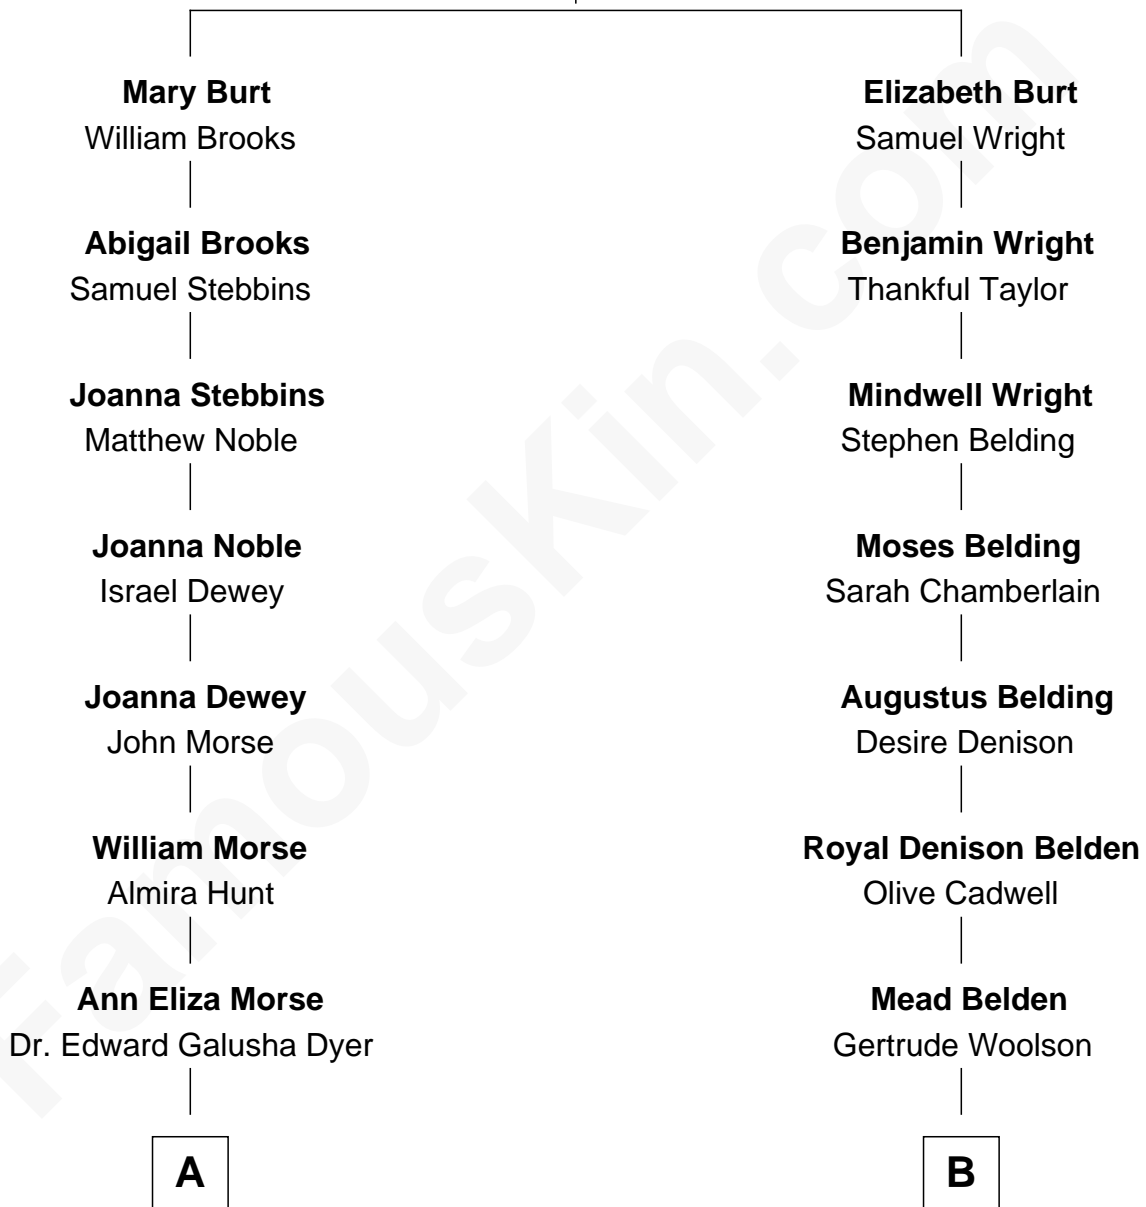 Mary Burt
William Brooks
Abigail Brooks
Samuel Stebbins
Joanna Stebbins
Matthew Noble
Joanna Noble
Israel Dewey
Joanna Dewey
John Morse
William Morse
Almira Hunt
Ann Eliza Morse
Dr. Edward Galusha Dyer
A
Elizabeth Burt
Samuel Wright
Benjamin Wright
Thankful Taylor
Mindwell Wright
Stephen Belding
Moses Belding
Sarah Chamberlain
Augustus Belding
Desire Denison
Royal Denison Belden
Olive Cadwell
Mead Belden
Gertrude Woolson
B
FamousKin.com